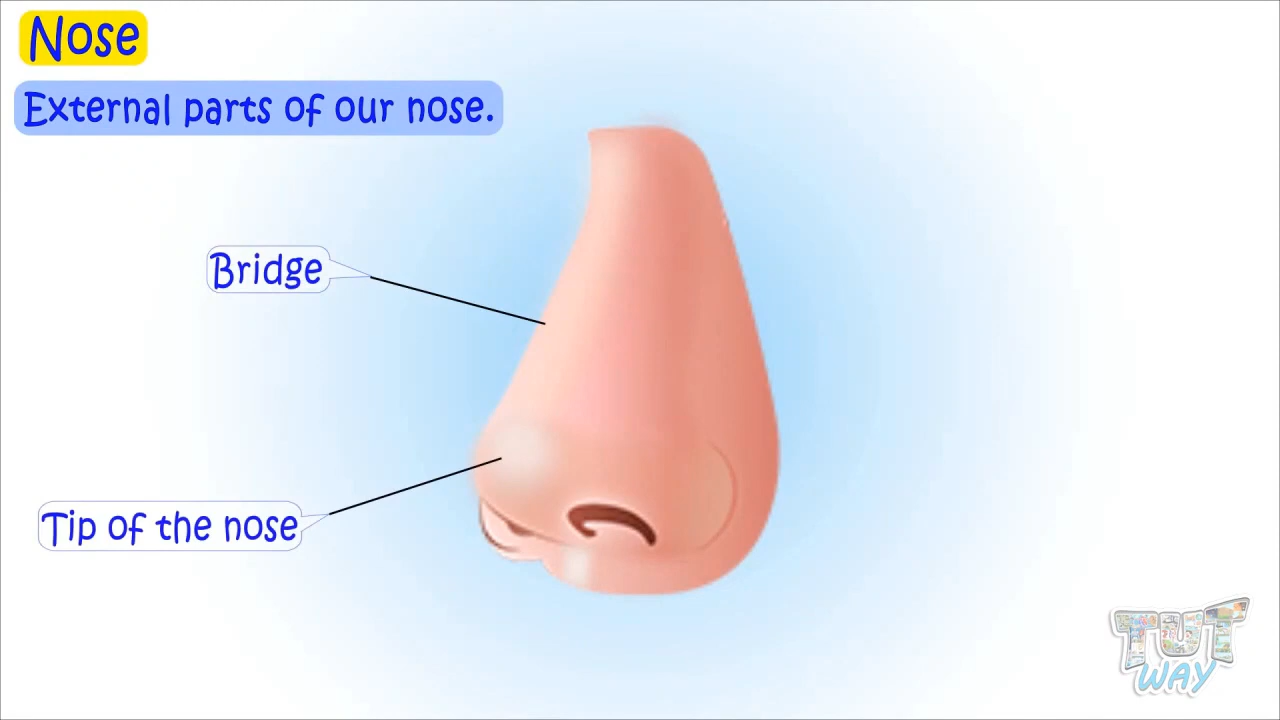 Nose
External parts of our nose.
Bridge
Tip of the nose
TUT
WAY